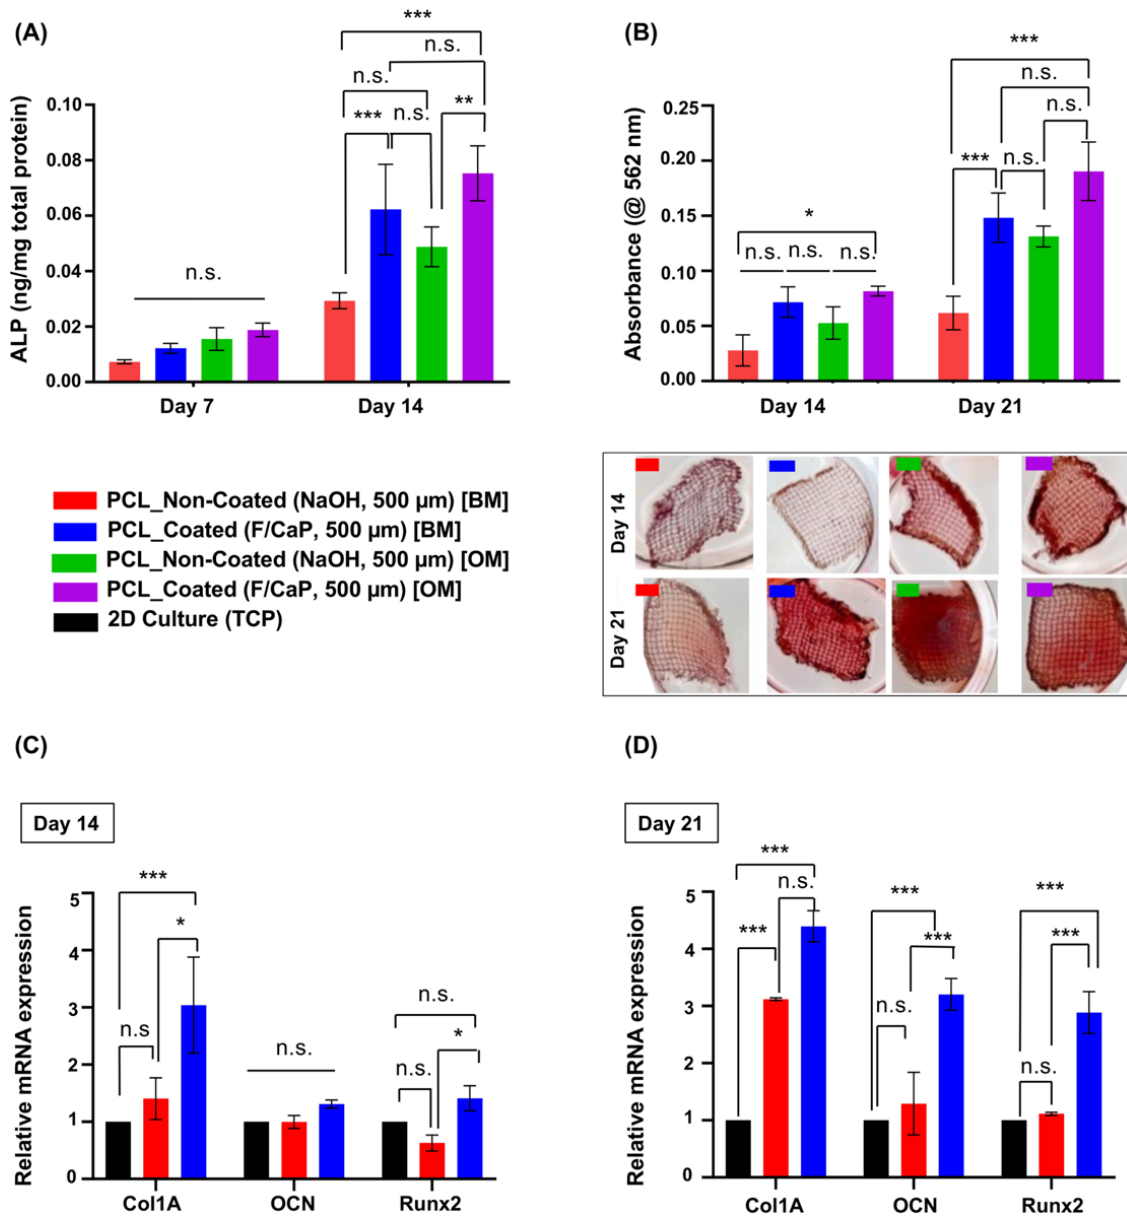 (A)
***
n.s.
n.s.
n.s.
***
**
n.s.
ALP (ng/mg total protein)
0.10
0.08
0.06
0.04
0.02
0.00
Day 7
Day 14
(B)
***
n.s.
n.s.
***
n.s.
*
n.s.
n.s.
n.s.
Absorbance (@ 562 nm)
0.25
0.20
0.15
0.10
0.05
0.00
Day 14
Day 21
PCL_Non-Coated (NaOH, 500 µm) [BM]
PCL_Coated (F/CaP, 500 µm) [BM]
PCL_Non-Coated (NaOH, 500 µm) [OM]
PCL_Coated (F/CaP, 500 µm) [OM]
2D Culture (TCP)
Day 14
Day 21
(C)
Day 14
***
*
n.s
n.s.
n.s.
*
n.s.
Relative mRNA expression
5
4
3
2
1
0
Col1A
OCN
Runx2
(D)
Day 21
***
n.s.
***
***
***
n.s.
***
***
n.s.
Relative mRNA expression
5
4
3
2
1
0
Col1A
OCN
Runx2